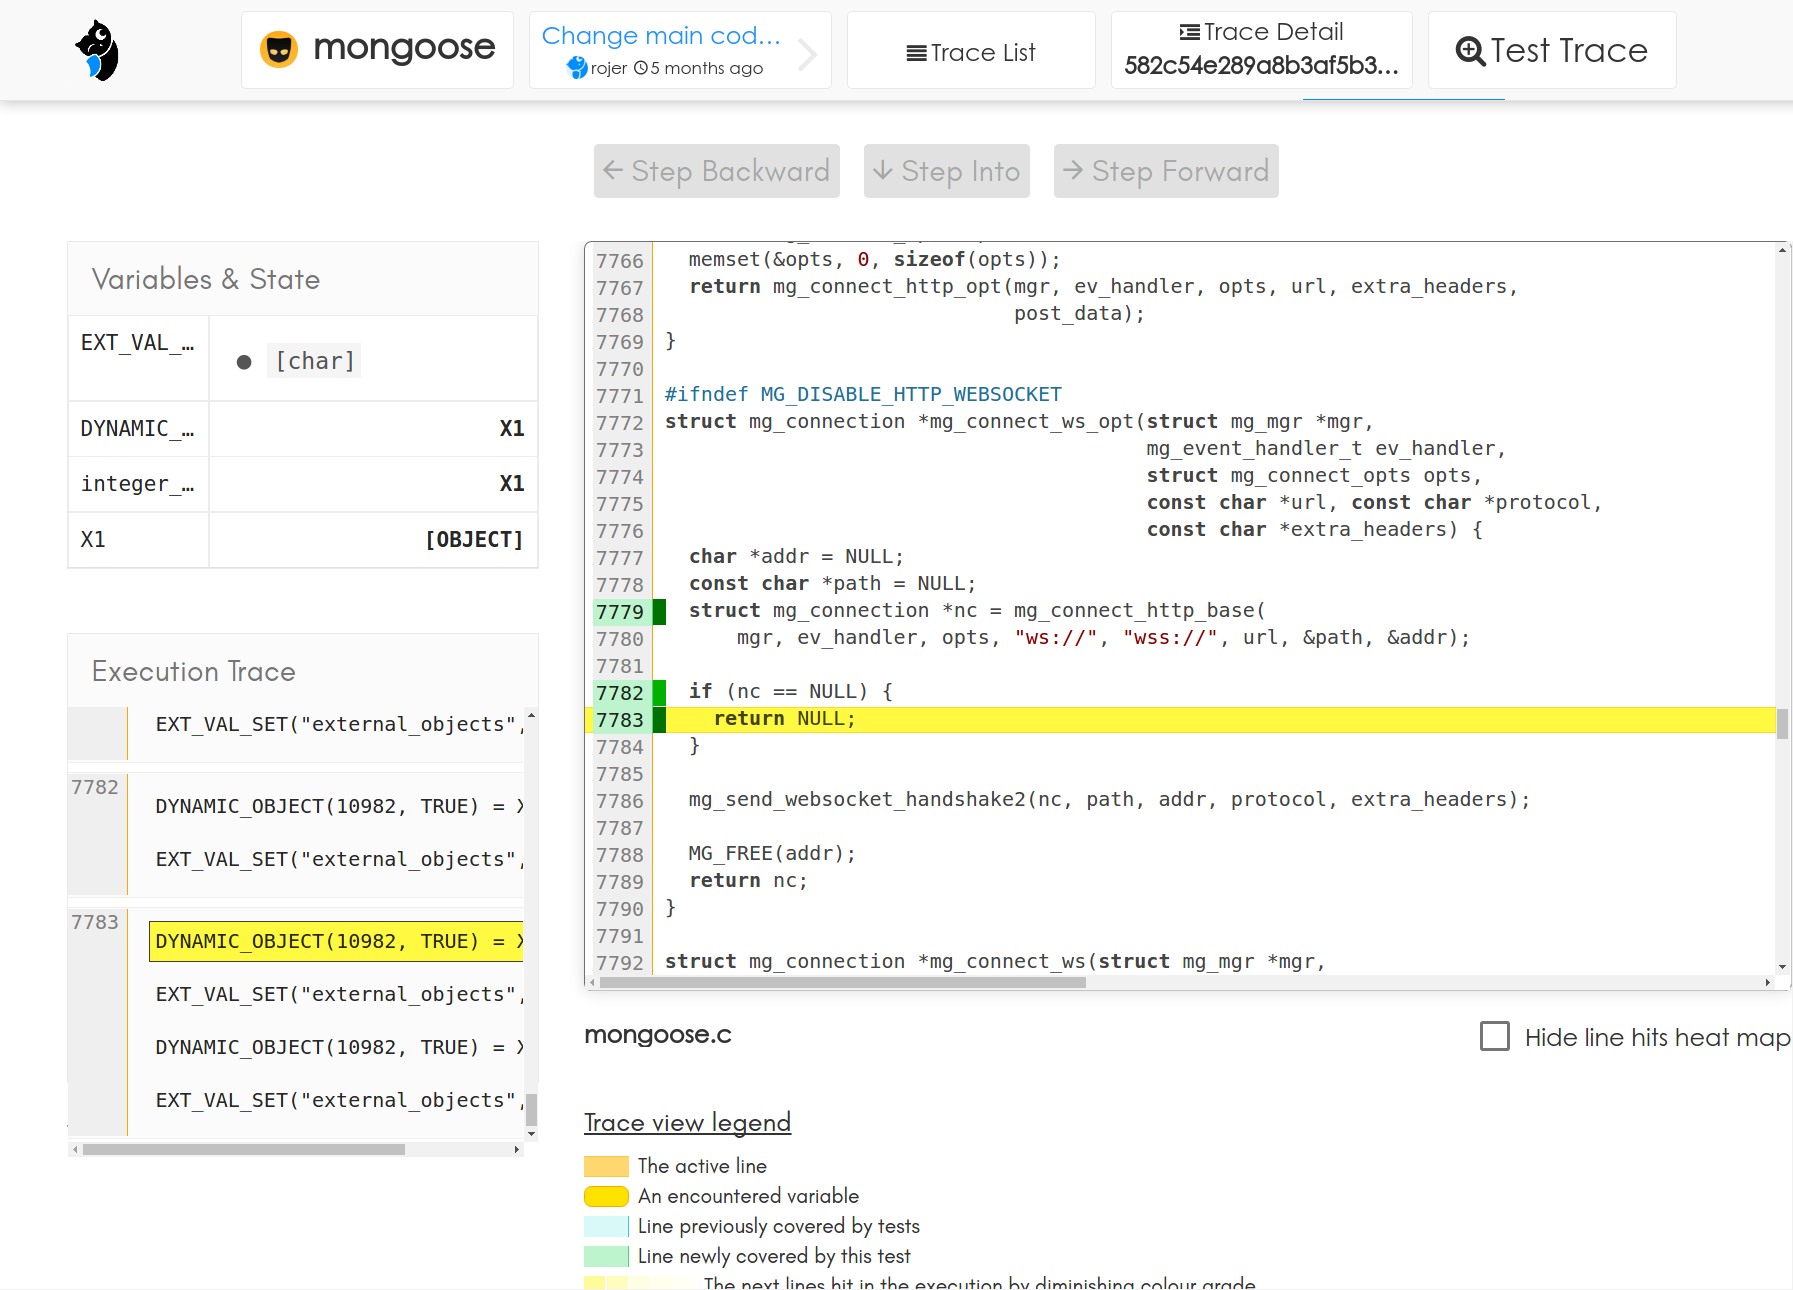 mongoose
Change main cod...
rojer 5 months ago
Trace List
Trace Detail
582c54e289a8b3af5b3...
Test Trace
← Step Backward
↓ Step Into
→ Step Forward
Variables & State
EXT_VAL_… [char]
DYNAMIC_… X1
integer_… X1
X1 [OBJECT]
Execution Trace
EXT_VAL_SET("external_objects",
7782
DYNAMIC_OBJECT(10982, TRUE) = X
EXT_VAL_SET("external_objects",
7783
DYNAMIC_OBJECT(10982, TRUE) = X
EXT_VAL_SET("external_objects",
DYNAMIC_OBJECT(10982, TRUE) = X
EXT_VAL_SET("external_objects",
7766 memset(&opts, 0, sizeof(opts));
7767 return mg_connect_http_opt(mgr, ev_handler, opts, url, extra_headers,
7768 post_data);
7769 }
7770
7771 #ifndef MG_DISABLE_HTTP_WEBSOCKET
7772 struct mg_connection *mg_connect_ws_opt(struct mg_mgr *mgr,
7773 mg_event_handler_t ev_handler,
7774 struct mg_connect_opts opts,
7775 const char *url, const char *protocol,
7776 const char *extra_headers) {
7777 char *addr = NULL;
7778 const char *path = NULL;
7779 struct mg_connection *nc = mg_connect_http_base(
7780 mgr, ev_handler, opts, "ws://", "wss://", url, &path, &addr);
7781
7782 if (nc == NULL) {
7783 return NULL;
7784 }
7785
7786 mg_send_websocket_handshake2(nc, path, addr, protocol, extra_headers);
7787
7788 MG_FREE(addr);
7789 return nc;
7790 }
7791
7792 struct mg_connection *mg_connect_ws(struct mg_mgr *mgr,
mongoose.c
Hide line hits heat map
Trace view legend
The active line
An encountered variable
Line previously covered by tests
Line newly covered by this test
The next lines hit in the execution by diminishing colour grade